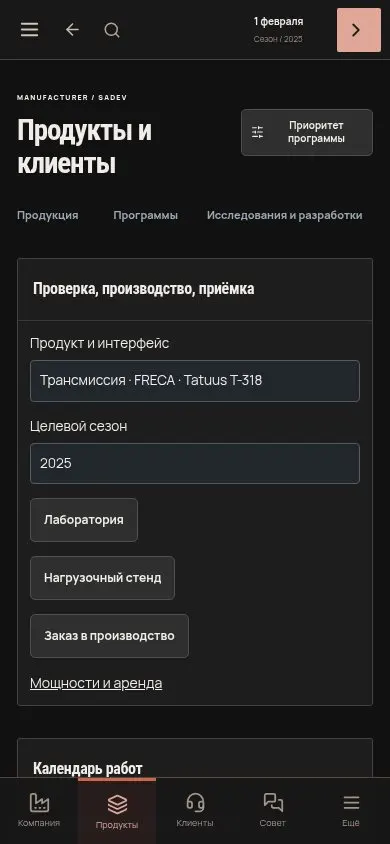 1 февраля
Сезон / 2025
MANUFACTURER / SADEV
Продукты и
клиенты
Приоритет
программы
Продукция
Программы
Исследования и разработки
Проверка, производство, приёмка
Продукт и интерфейс
Трансмиссия · FRECA · Tatuus T-318
Целевой сезон
2025
Лаборатория
Нагрузочный стенд
Заказ в производство
Мощности и аренда
Календарь работ
Компания
Продукты
Клиенты
Совет
Ещё